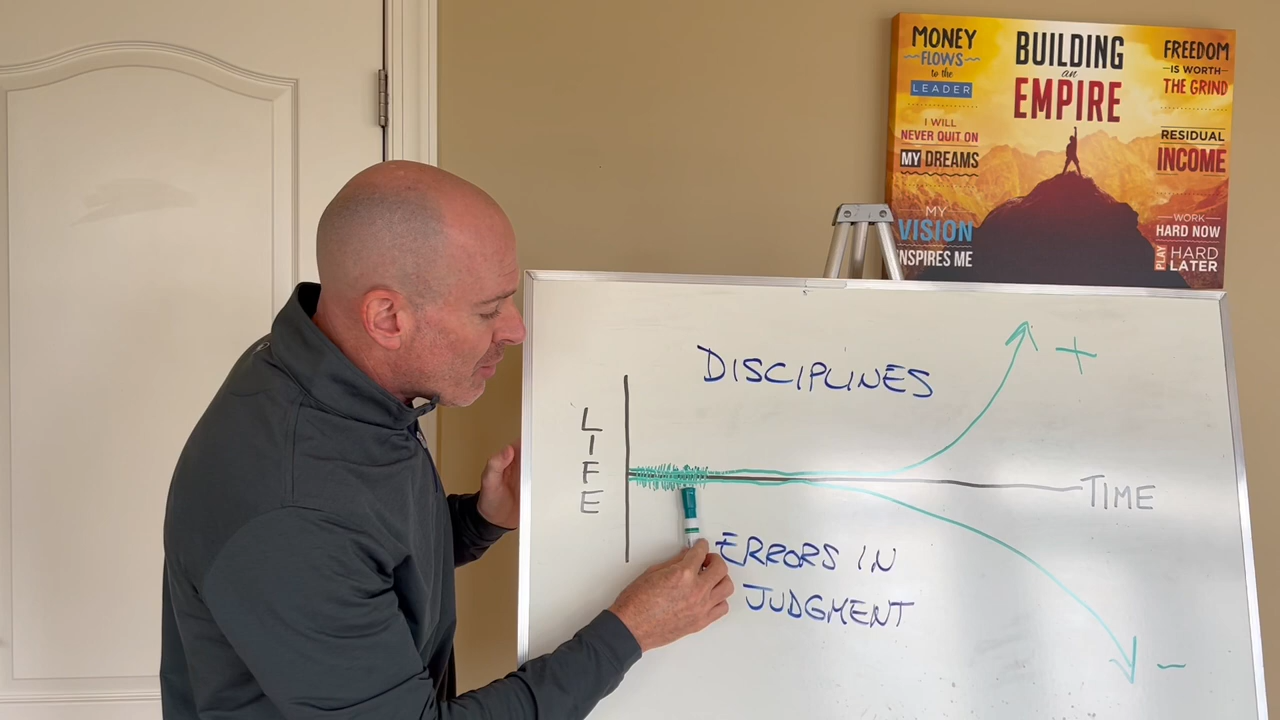 MONEY
FLOWS
to the
LEADER
I WILL
NEVER QUIT ON
MY DREAMS
MY
VISION
INSPIRES ME
BUILDING
an
EMPIRE
FREEDOM
IS WORTH
THE GRIND
RESIDUAL
INCOME
WORK
HARD NOW
PLAY HARD
LATER
DISCIPLINES
+
LIFE
TIME
ERRORS IN
JUDGMENT
-